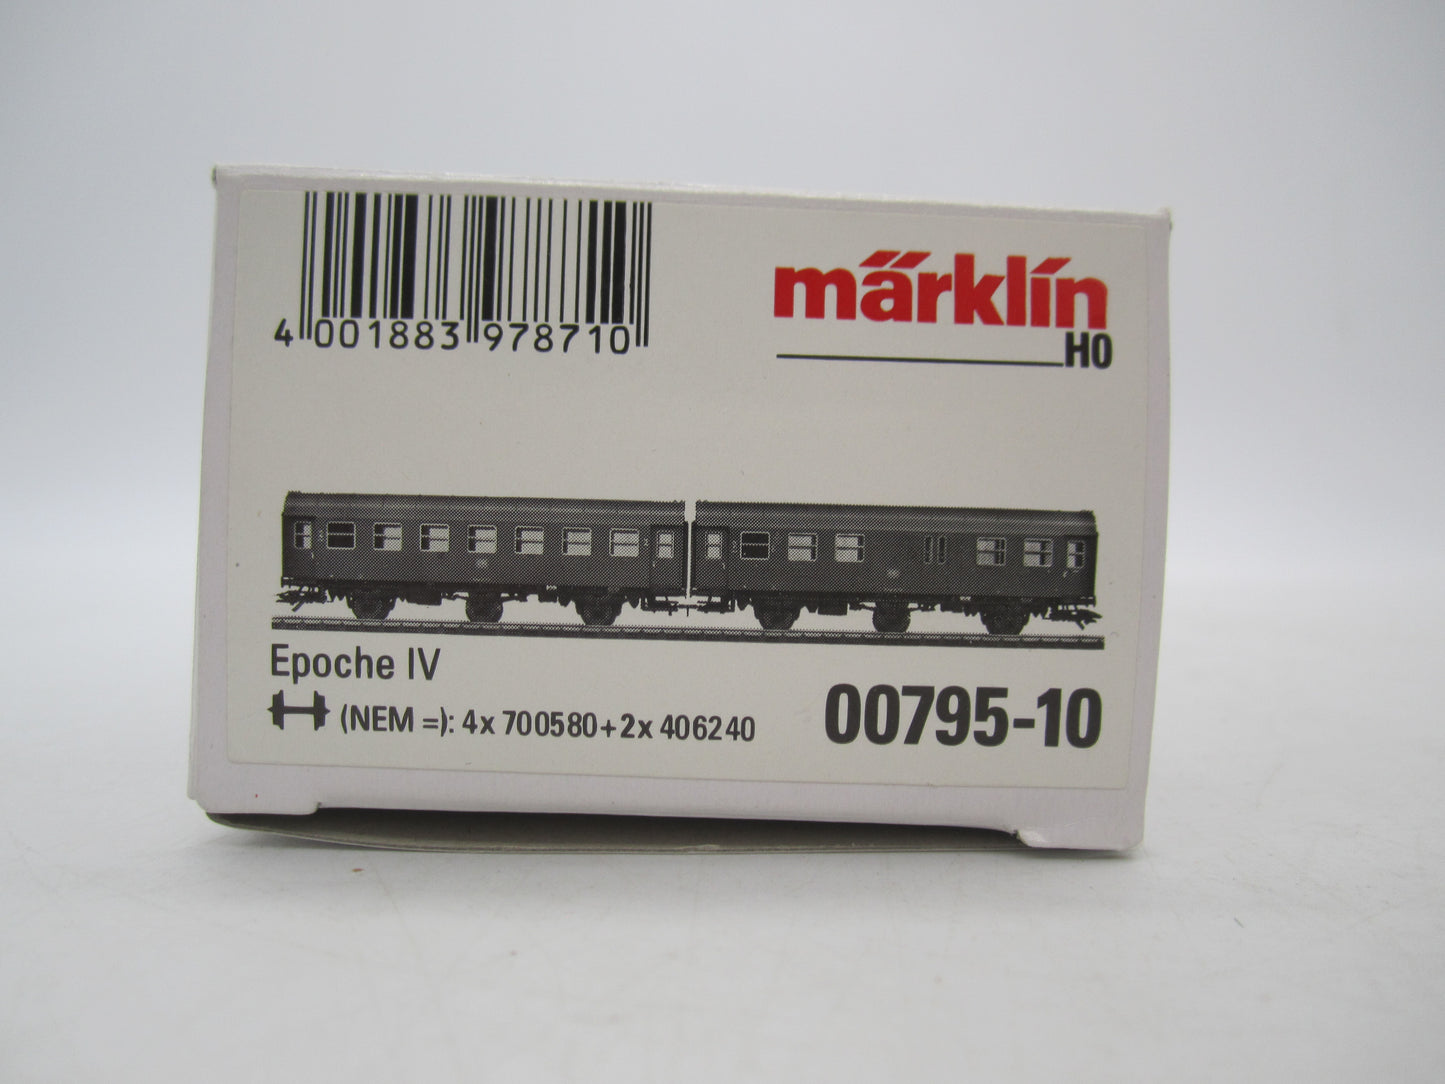 4 001883 978710
märklin
H0
Epoche IV
(NEM =): 4x 700580+2x 406240
00795-10